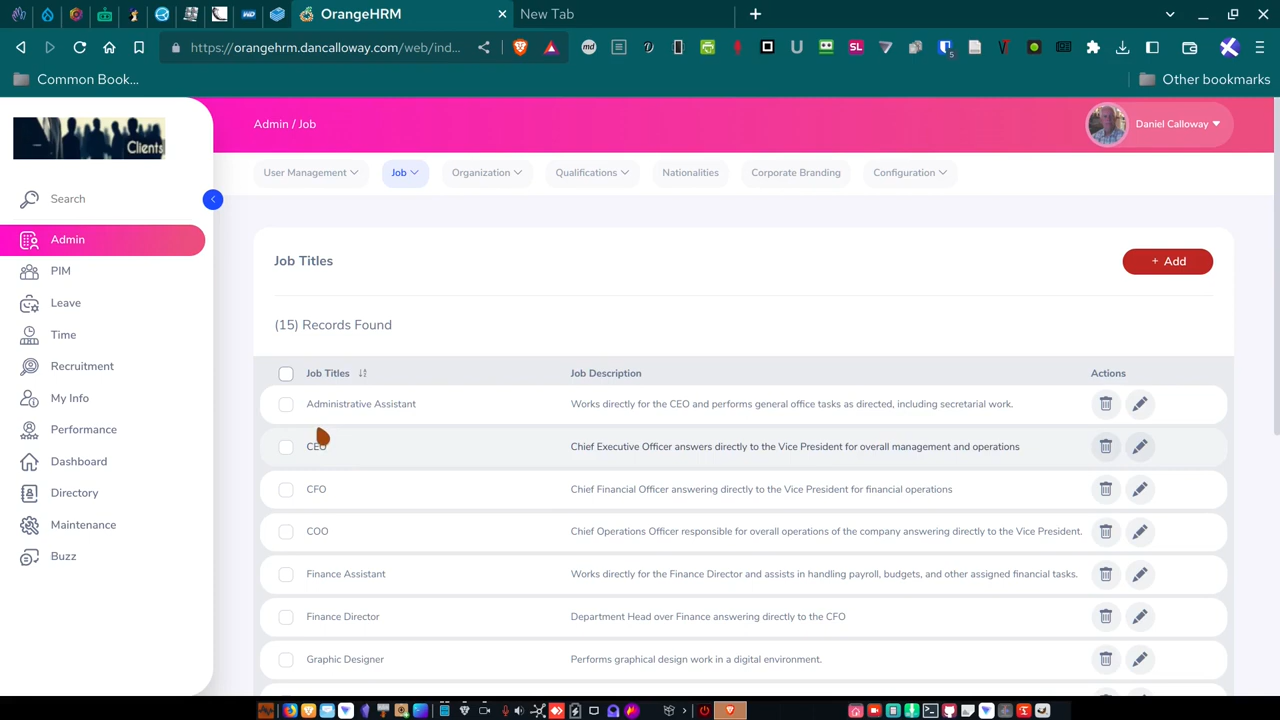 OrangeHRM
New Tab
https://orangehrm.dancalloway.com/web/ind...
Common Book...
Other bookmarks
Clients
Admin / Job
Daniel Calloway
User Management
Job
Organization
Qualifications
Nationalities
Corporate Branding
Configuration
Search
Admin
PIM
Leave
Time
Recruitment
My Info
Performance
Dashboard
Directory
Maintenance
Buzz
Job Titles
+ Add
(15) Records Found
Job Titles Job Description Actions
Administrative Assistant Works directly for the CEO and performs general office tasks as directed, including secretarial work.
CEO Chief Executive Officer answers directly to the Vice President for overall management and operations
CFO Chief Financial Officer answering directly to the Vice President for financial operations
COO Chief Operations Officer responsible for overall operations of the company answering directly to the Vice President.
Finance Assistant Works directly for the Finance Director and assists in handling payroll, budgets, and other assigned financial tasks.
Finance Director Department Head over Finance answering directly to the CFO
Graphic Designer Performs graphical design work in a digital environment.